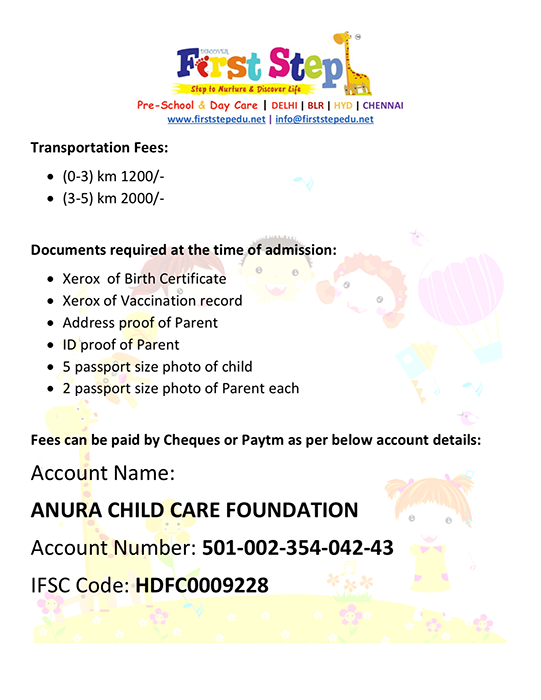 DISCOVER
First Step
Step to Nurture & Discover Life
Pre-School & Day Care | DELHI | BLR | HYD | CHENNAI
www.firststepedu.net | info@firststepedu.net
Transportation Fees:
• (0-3) km 1200/-
• (3-5) km 2000/-
Documents required at the time of admission:
• Xerox of Birth Certificate
• Xerox of Vaccination record
• Address proof of Parent
• ID proof of Parent
• 5 passport size photo of child
• 2 passport size photo of Parent each
Fees can be paid by Cheques or Paytm as per below account details:
Account Name:
ANURA CHILD CARE FOUNDATION
Account Number: 501-002-354-042-43
IFSC Code: HDFC0009228